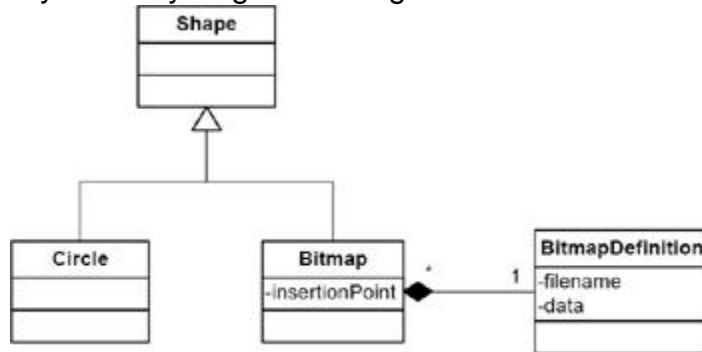 Shape
Circle
Bitmap
-insertionPoint
*
1
BitmapDefinition
-filename
-data